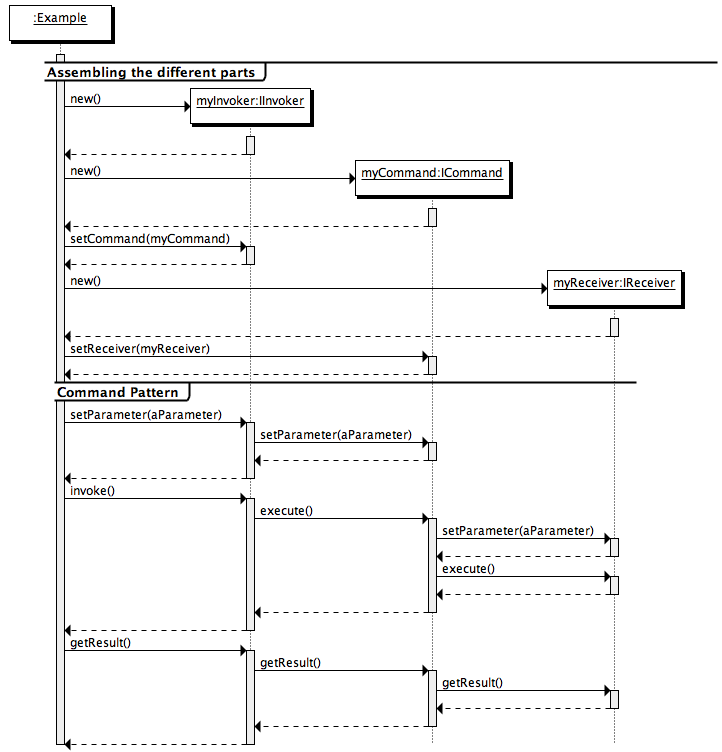 :Example
Assembling the different parts
new()
myInvoker:IInvoker
new()
myCommand:ICommand
setCommand(myCommand)
new()
myReceiver:IReceiver
setReceiver(myReceiver)
Command Pattern
setParameter(aParameter)
setParameter(aParameter)
invoke()
execute()
setParameter(aParameter)
execute()
getResult()
getResult()
getResult()